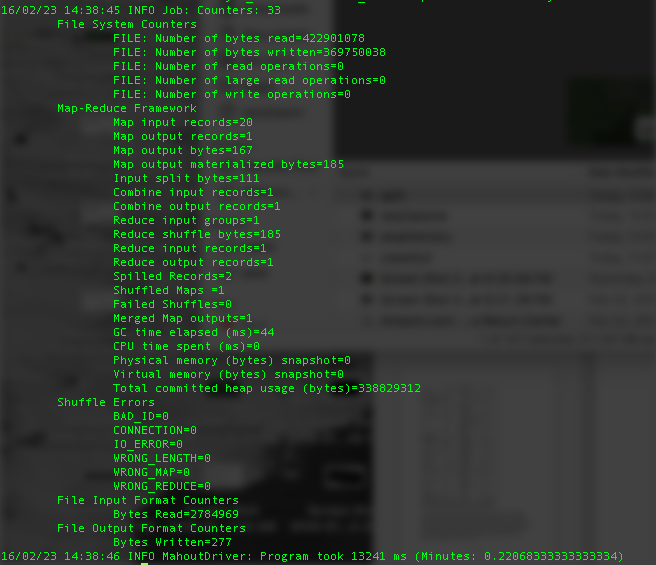 16/02/23 14:38:45 INFO Job: Counters: 33
File System Counters
FILE: Number of bytes read=422901078
FILE: Number of bytes written=369750038
FILE: Number of read operations=0
FILE: Number of large read operations=0
FILE: Number of write operations=0
Map-Reduce Framework
Map input records=20
Map output records=1
Map output bytes=167
Map output materialized bytes=185
Input split bytes=111
Combine input records=1
Combine output records=1
Reduce input groups=1
Reduce shuffle bytes=185
Reduce input records=1
Reduce output records=1
Spilled Records=2
Shuffled Maps =1
Failed Shuffles=0
Merged Map outputs=1
GC time elapsed (ms)=44
CPU time spent (ms)=0
Physical memory (bytes) snapshot=0
Virtual memory (bytes) snapshot=0
Total committed heap usage (bytes)=338829312
Shuffle Errors
BAD_ID=0
CONNECTION=0
IO_ERROR=0
WRONG_LENGTH=0
WRONG_MAP=0
WRONG_REDUCE=0
File Input Format Counters
Bytes Read=2784969
File Output Format Counters
Bytes Written=277
16/02/23 14:38:46 INFO MahoutDriver: Program took 13241 ms (Minutes: 0.22068333333333334)